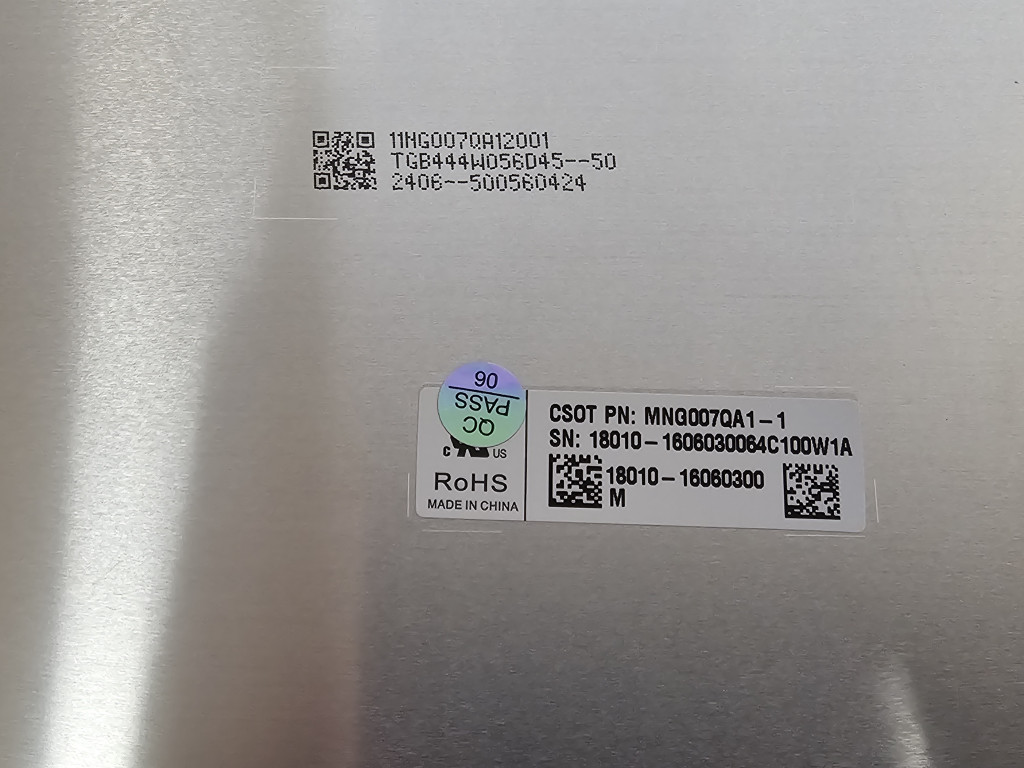 11NG007QA12001
TGB444W056D45--50
2406--500560424
06
QC PASS
c US
RoHS
MADE IN CHINA
CSOT PN: MNG007QA1-1
SN: 18010-1606030064C100W1A
18010-16060300
M